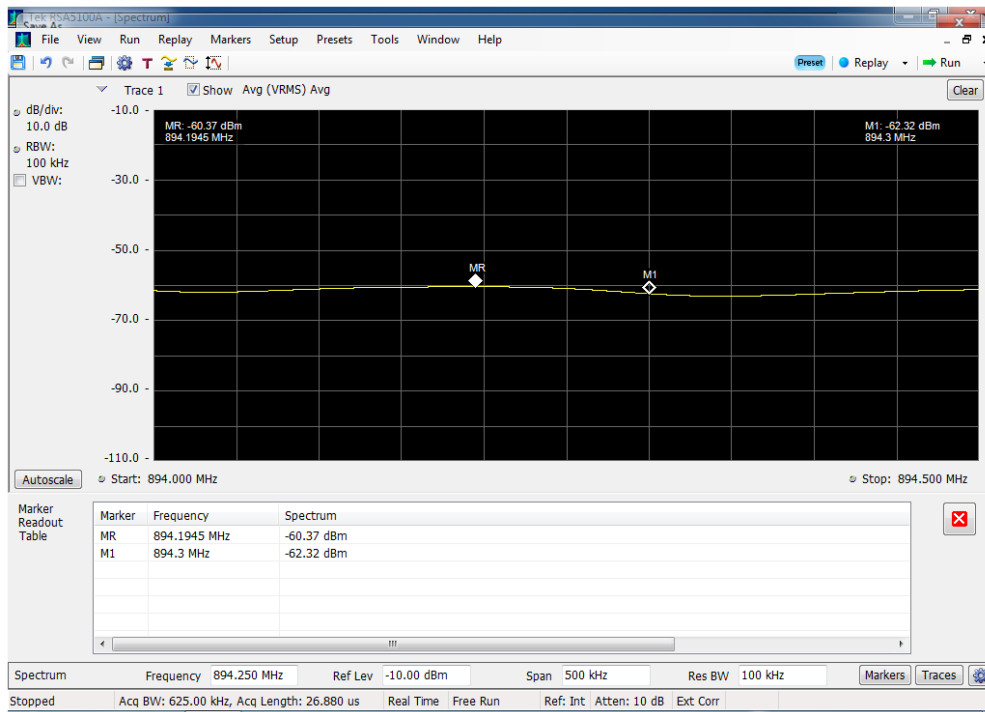 Tek RSA5100A - [Spectrum]
Save As
File View Run Replay Markers Setup Presets Tools Window Help
T Preset Replay Run
Trace 1 Show Avg (VRMS) Avg Clear
dB/div:
10.0 dB
RBW:
100 kHz
VBW:
-10.0
-30.0
-50.0
-70.0
-90.0
-110.0
MR: -60.37 dBm
894.1945 MHz
M1: -62.32 dBm
894.3 MHz
MR
M1
Autoscale Start: 894.000 MHz Stop: 894.500 MHz
Marker
Readout
Table
Marker Frequency Spectrum
MR 894.1945 MHz -60.37 dBm
M1 894.3 MHz -62.32 dBm
Spectrum Frequency 894.250 MHz Ref Lev -10.00 dBm Span 500 kHz Res BW 100 kHz Markers Traces
Stopped Acq BW: 625.00 kHz, Acq Length: 26.880 us Real Time Free Run Ref: Int Atten: 10 dB Ext Corr